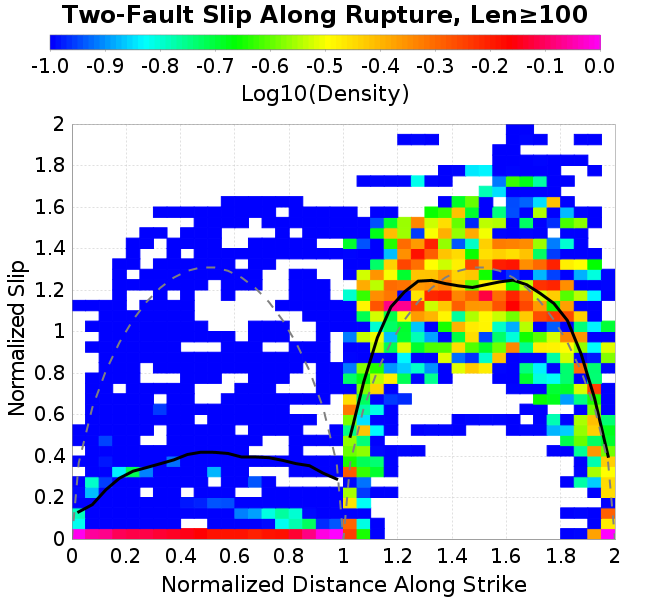 Two-Fault Slip Along Rupture, Len≥100
-1.0 -0.9 -0.8 -0.7 -0.6 -0.5 -0.4 -0.3 -0.2 -0.1 0.0
Log10(Density)
2
1.8
1.6
1.4
1.2
1
0.8
0.6
0.4
0.2
0
Normalized Slip
0 0.2 0.4 0.6 0.8 1 1.2 1.4 1.6 1.8 2
Normalized Distance Along Strike